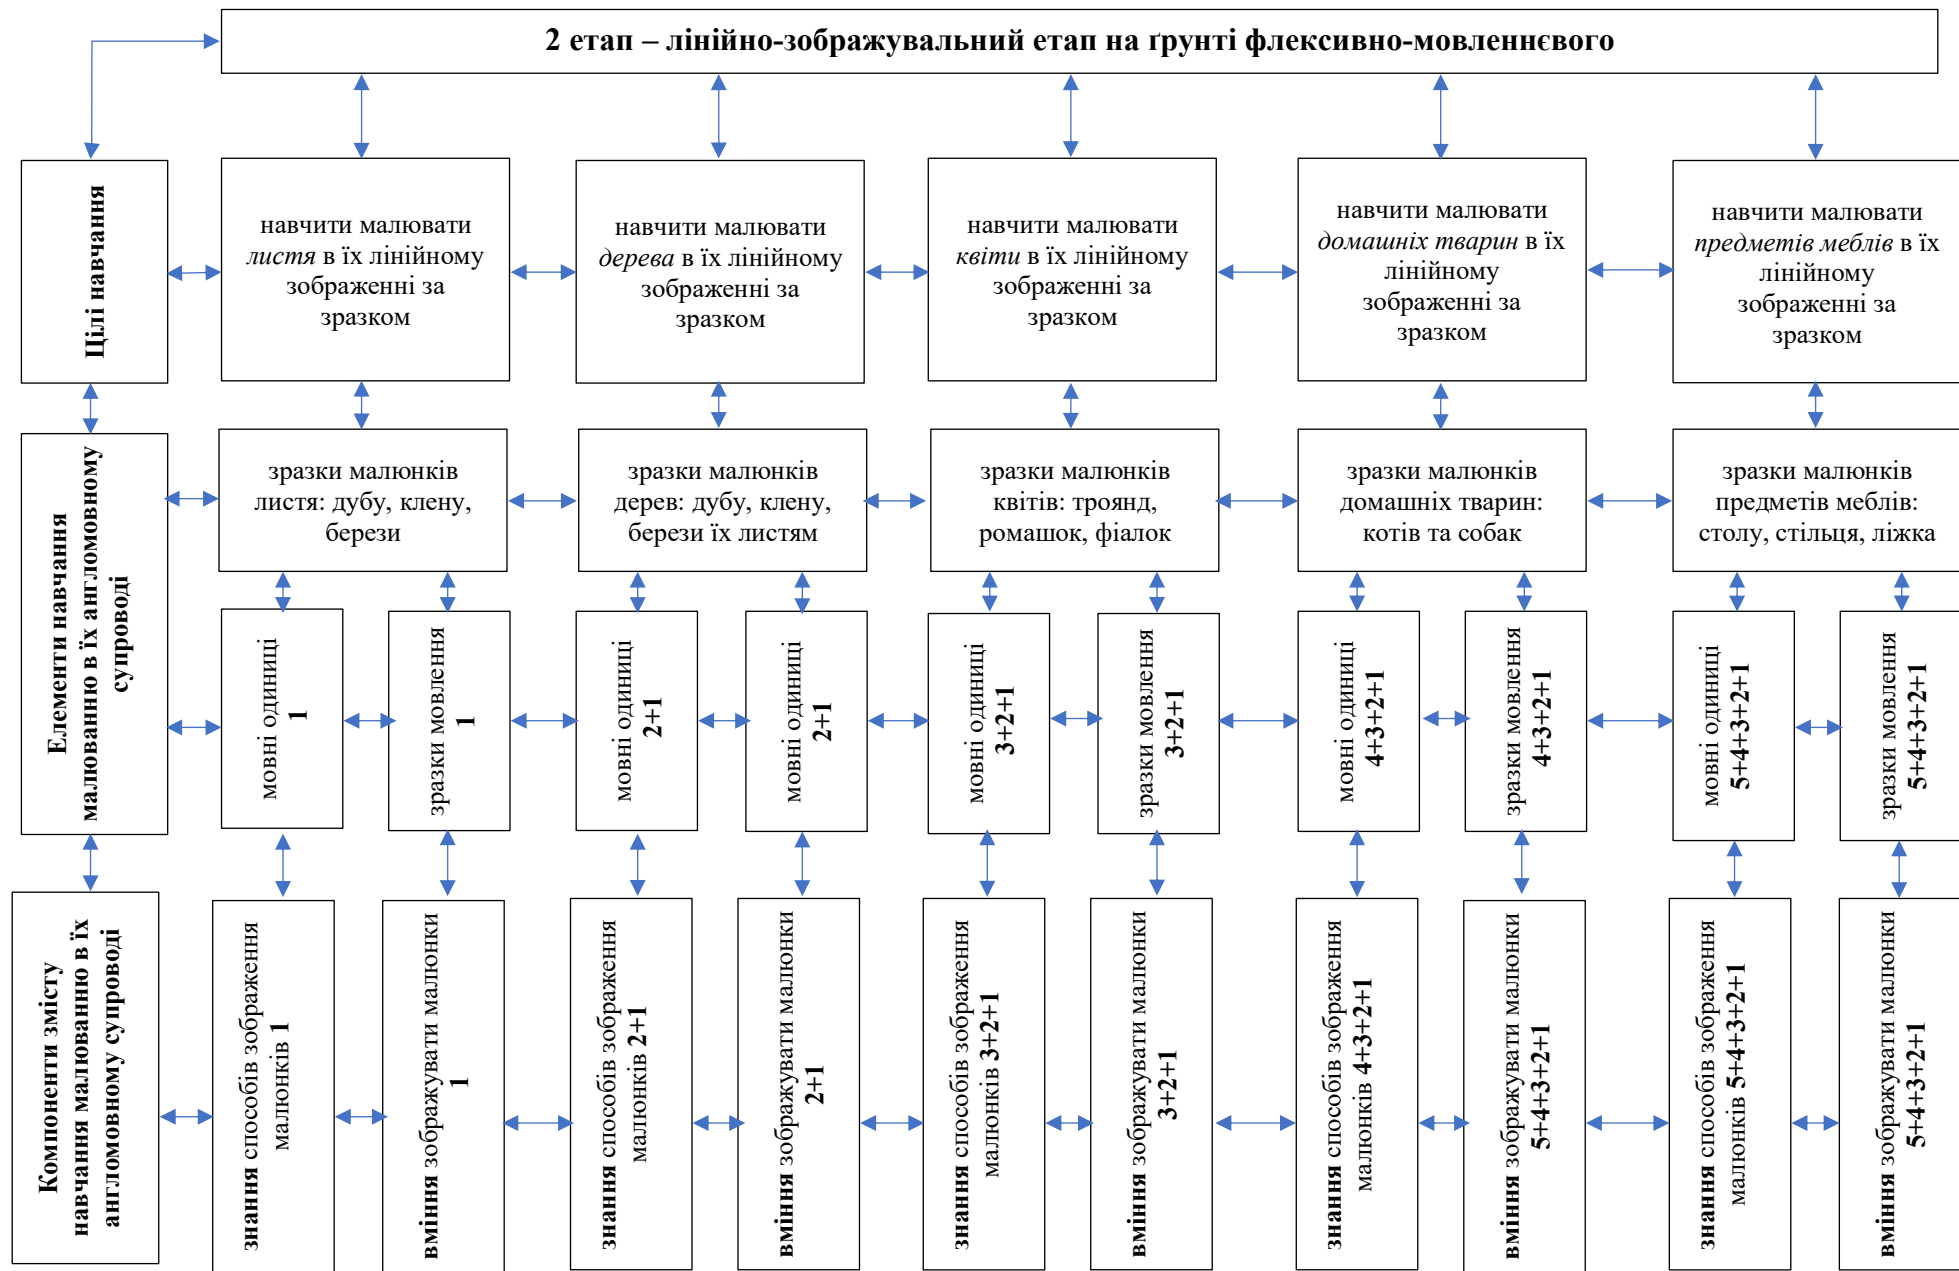 2 етап – лінійно-зображувальний етап на ґрунті флексивно-мовленнєвого
Цілі навчання
навчити малювати
листя в їх лінійному
зображенні за
зразком
навчити малювати
дерева в їх лінійному
зображенні за
зразком
навчити малювати
квіти в їх лінійному
зображенні за
зразком
навчити малювати
домашніх тварин в їх
лінійному
зображенні за
зразком
навчити малювати
предметів меблів в їх
лінійному
зображенні за
зразком
Елементи навчання
малюванню в їх англомовному
супроводі
зразки малюнків
листя: дубу, клену,
берези
зразки малюнків
дерев: дубу, клену,
берези їх листям
зразки малюнків
квітів: троянд,
ромашок, фіалок
зразки малюнків
домашніх тварин:
котів та собак
зразки малюнків
предметів меблів:
столу, стільця, ліжка
мовні одиниці
1
зразки мовлення
1
мовні одиниці
2+1
мовні одиниці
2+1
мовні одиниці
3+2+1
зразки мовлення
3+2+1
мовні одиниці
4+3+2+1
зразки мовлення
4+3+2+1
мовні одиниці
5+4+3+2+1
зразки мовлення
5+4+3+2+1
Компоненти змісту
навчання малюванню в їх
англомовному супроводі
знання способів зображення
малюнків 1
вміння зображувати малюнки
1
знання способів зображення
малюнків 2+1
вміння зображувати малюнки
2+1
знання способів зображення
малюнків 3+2+1
вміння зображувати малюнки
3+2+1
знання способів зображення
малюнків 4+3+2+1
вміння зображувати малюнки
5+4+3+2+1
знання способів зображення
малюнків 5+4+3+2+1
вміння зображувати малюнки
5+4+3+2+1